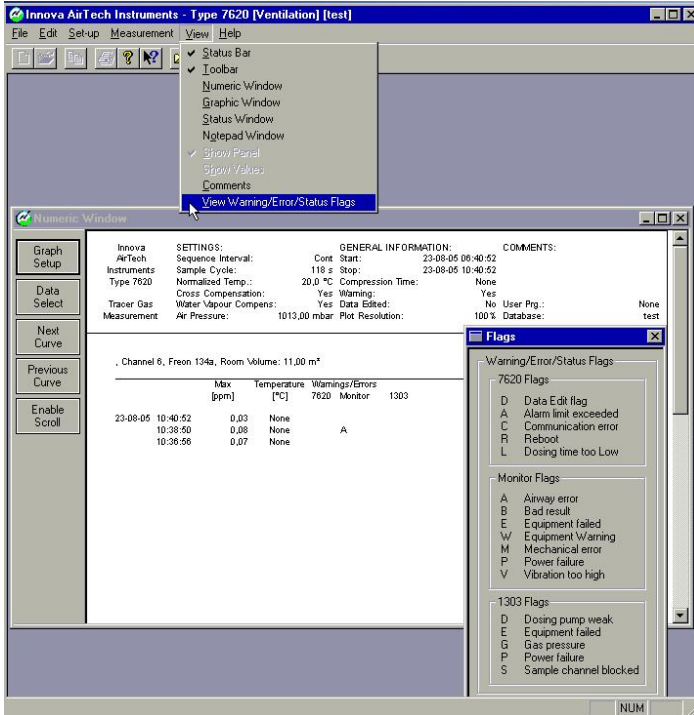 Innova AirTech Instruments - Type 7620 [Ventilation] [test]
File Edit Set-up Measurement View Help
Status Bar
Toolbar
Numeric Window
Graphic Window
Status Window
Notepad Window
Show Panel
Show Values
Comments
View Warning/Error/Status Flags
Numeric Window
Graph Setup
Data Select
Next Curve
Previous Curve
Enable Scroll
Innova AirTech Instruments Type 7620
Tracer Gas Measurement
SETTINGS:
Sequence Interval: Cont
Sample Cycle: 118 s
Normalized Temp.: 20,0 °C
Cross Compensation: Yes
Water Vapour Compens: Yes
Air Pressure: 1013,00 mbar
GENERAL INFORMATION:
Start: 23-08-05 06:40:52
Stop: 23-08-05 10:40:52
Compression Time: None
Warning: Yes
Data Edited: No
Plot Resolution: 100 %
COMMENTS:
User Prg.: None
Database: test
, Channel 6, Freon 134a, Room Volume: 11,00 m³
Max Temperature Warnings/Errors
[ppm] [°C] 7620 Monitor 1303
23-08-05 10:40:52 0,03 None
10:38:50 0,08 None A
10:36:56 0,07 None
Flags
Warning/Error/Status Flags
7620 Flags
D Data Edit flag
A Alarm limit exceeded
C Communication error
R Reboot
L Dosing time too Low
Monitor Flags
A Airway error
B Bad result
E Equipment failed
W Equipment Warning
M Mechanical error
P Power failure
V Vibration too high
1303 Flags
D Dosing pump weak
E Equipment failed
G Gas pressure
P Power failure
S Sample channel blocked
NUM